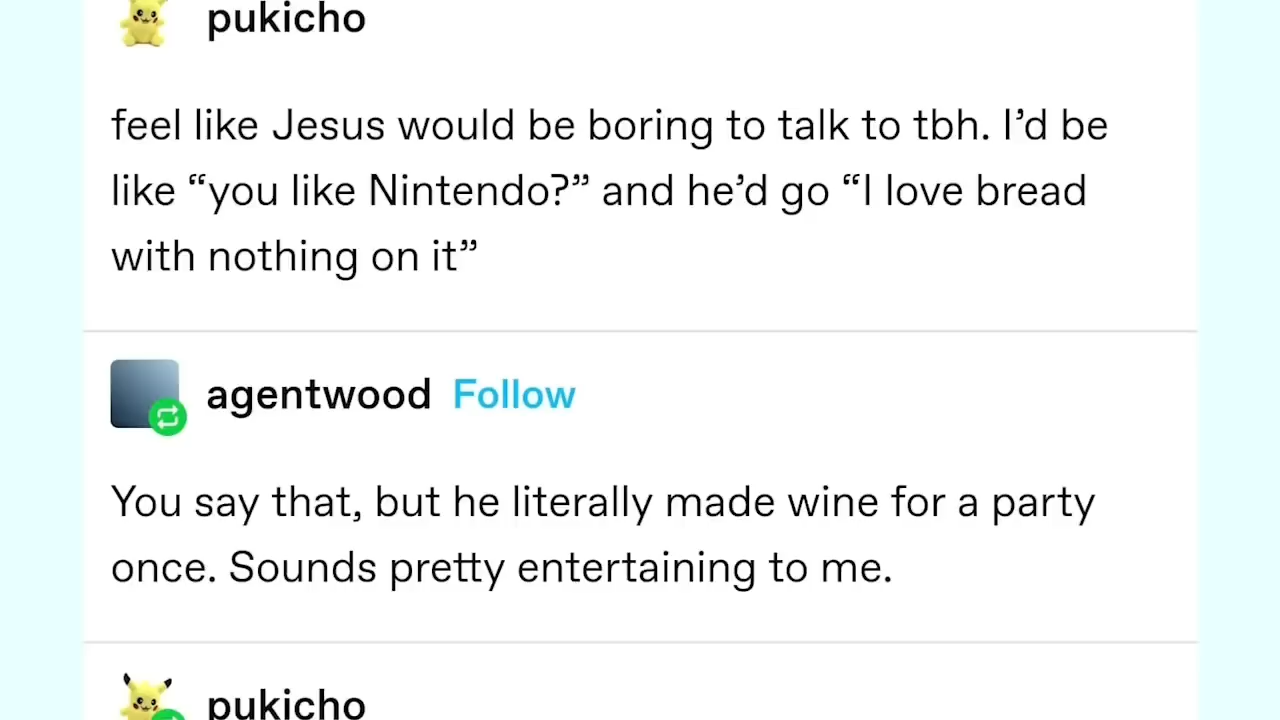 pukicho
feel like Jesus would be boring to talk to tbh. I’d be
like “you like Nintendo?” and he’d go “I love bread
with nothing on it”
agentwood Follow
You say that, but he literally made wine for a party
once. Sounds pretty entertaining to me.
pukicho